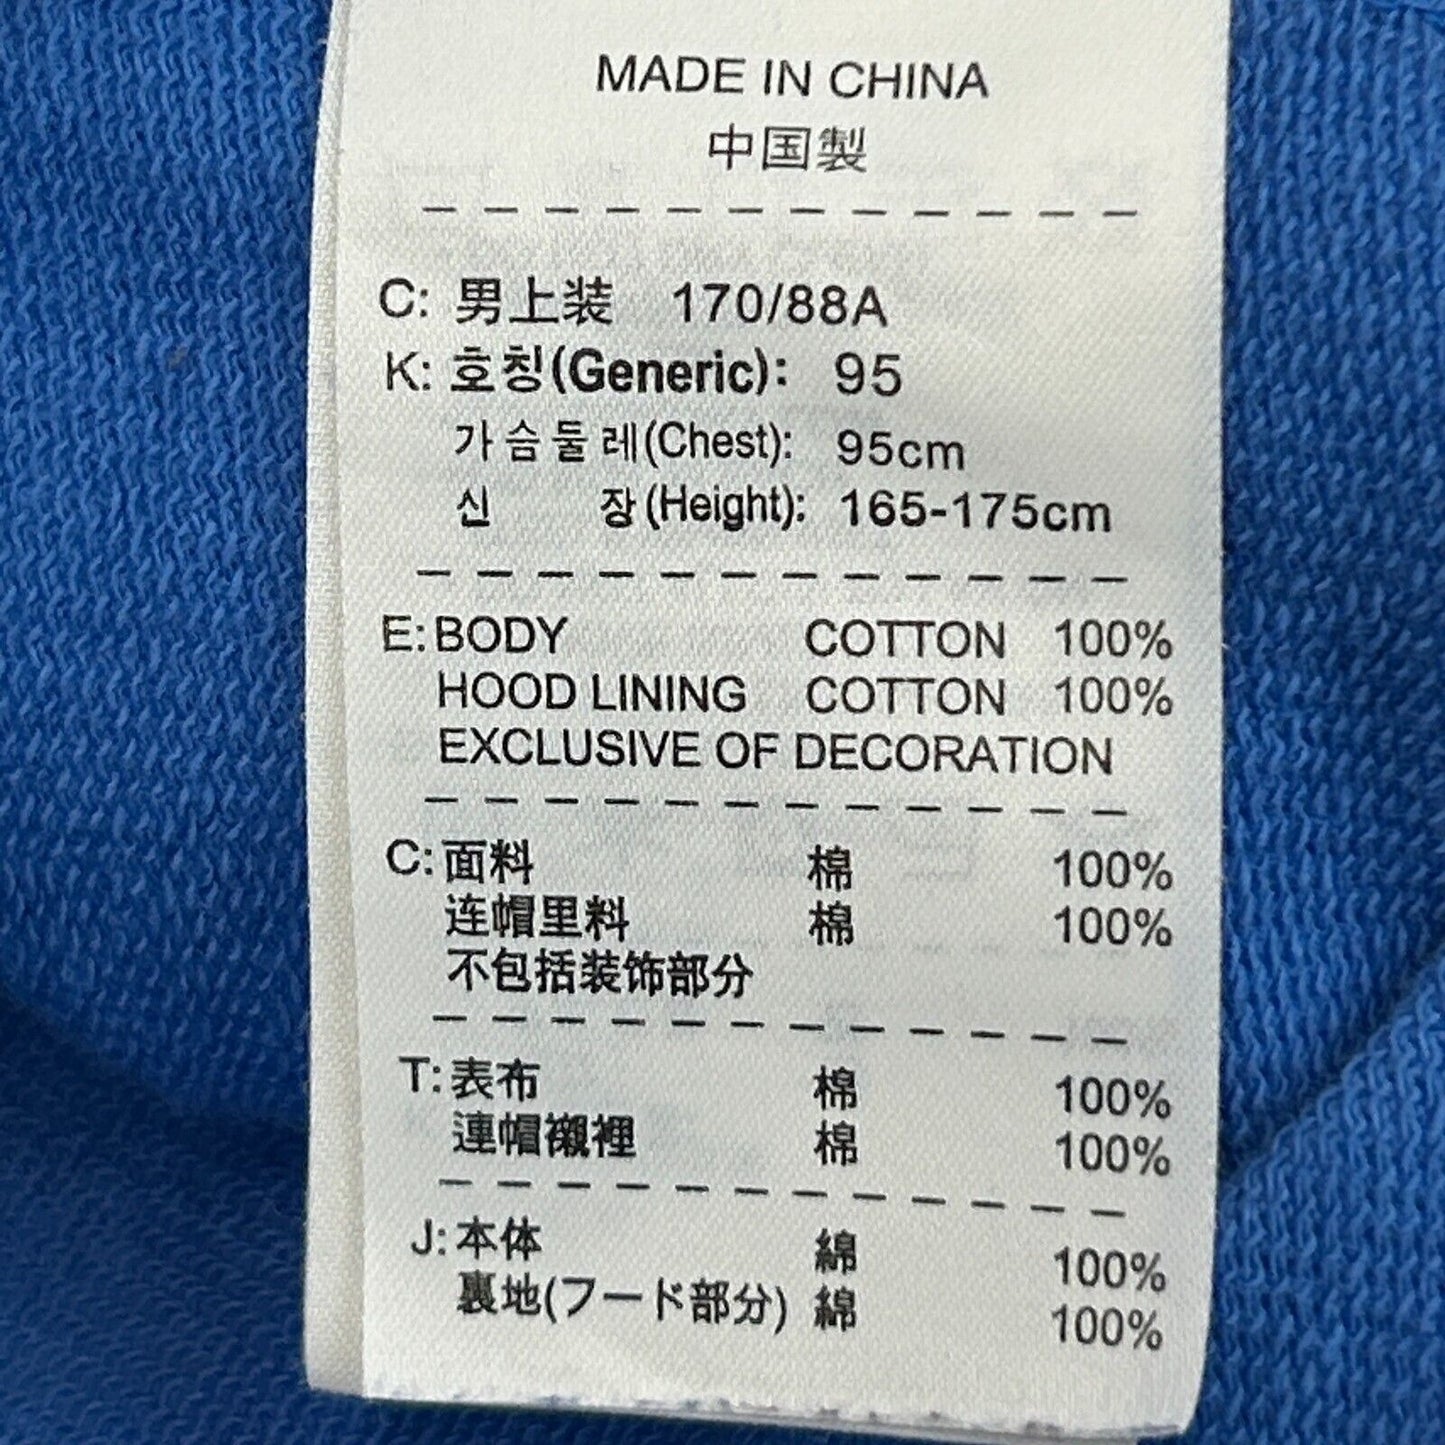 MADE IN CHINA
中国製
C: 男上装 170/88A
K: 호칭(Generic): 95
가슴둘레(Chest): 95cm
신 장(Height): 165-175cm
E: BODY COTTON 100%
HOOD LINING COTTON 100%
EXCLUSIVE OF DECORATION
C: 面料 棉 100%
连帽里料 棉 100%
不包括装饰部分
T: 表布 棉 100%
連帽襯裡 棉 100%
J: 本体 綿 100%
裏地(フード部分) 綿 100%